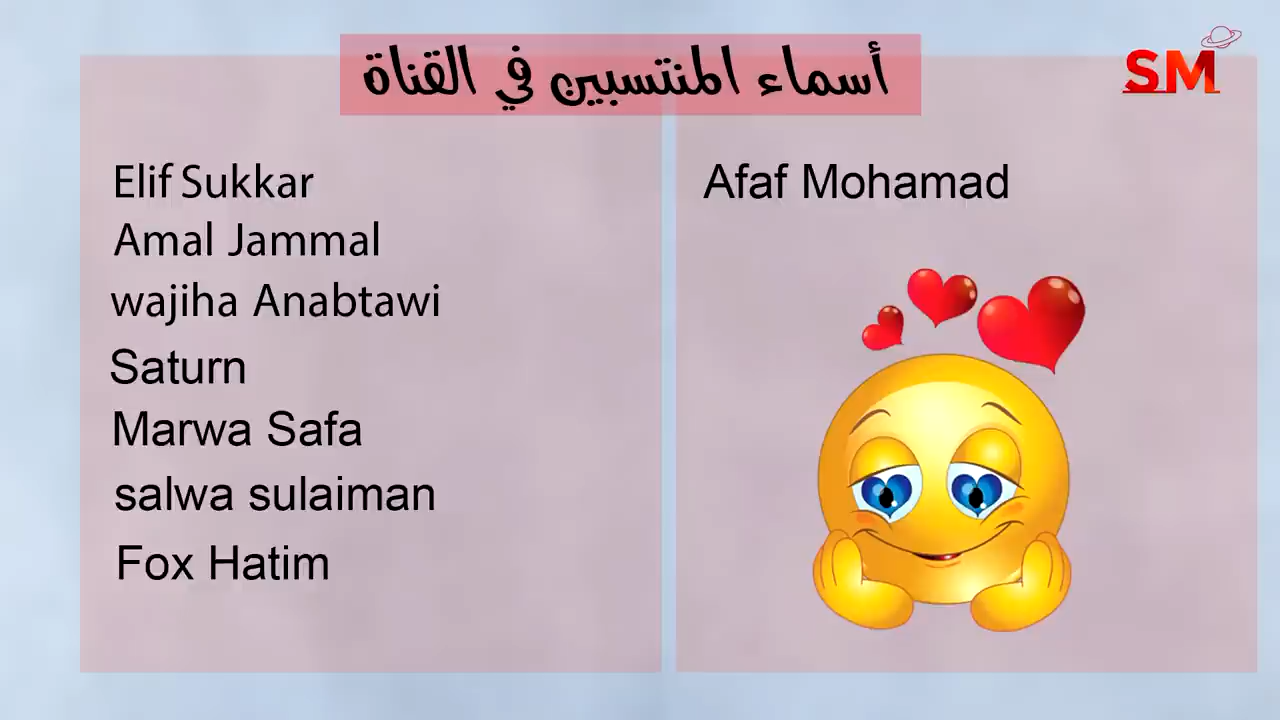 أسماء المنتسبين في القناة
SM
Elif Sukkar
Amal Jammal
wajiha Anabtawi
Saturn
Marwa Safa
salwa sulaiman
Fox Hatim
Afaf Mohamad